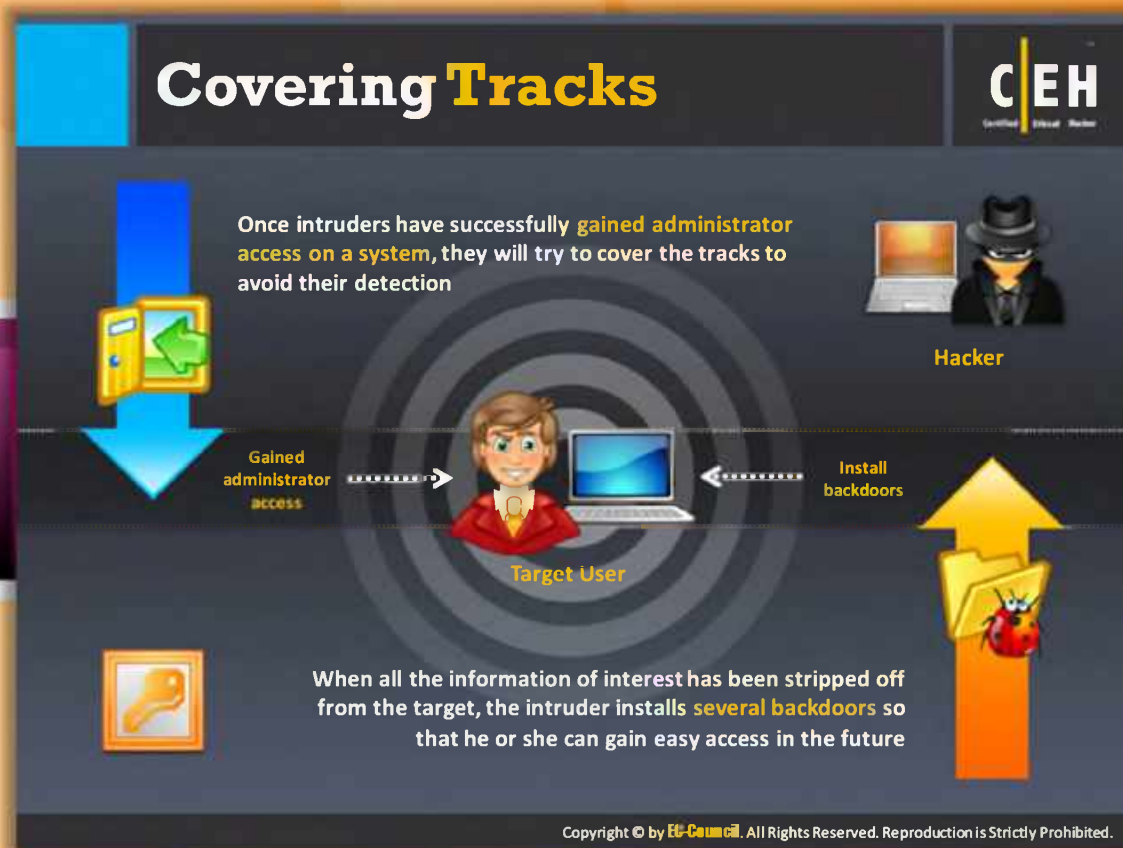 Covering Tracks
CEH
Certified Ethical Hacker
Once intruders have successfully gained administrator
access on a system, they will try to cover the tracks to
avoid their detection
Hacker
Gained
administrator
access
Install
backdoors
Target User
When all the information of interest has been stripped off
from the target, the intruder installs several backdoors so
that he or she can gain easy access in the future
Copyright © by EC-Council. All Rights Reserved. Reproduction is Strictly Prohibited.